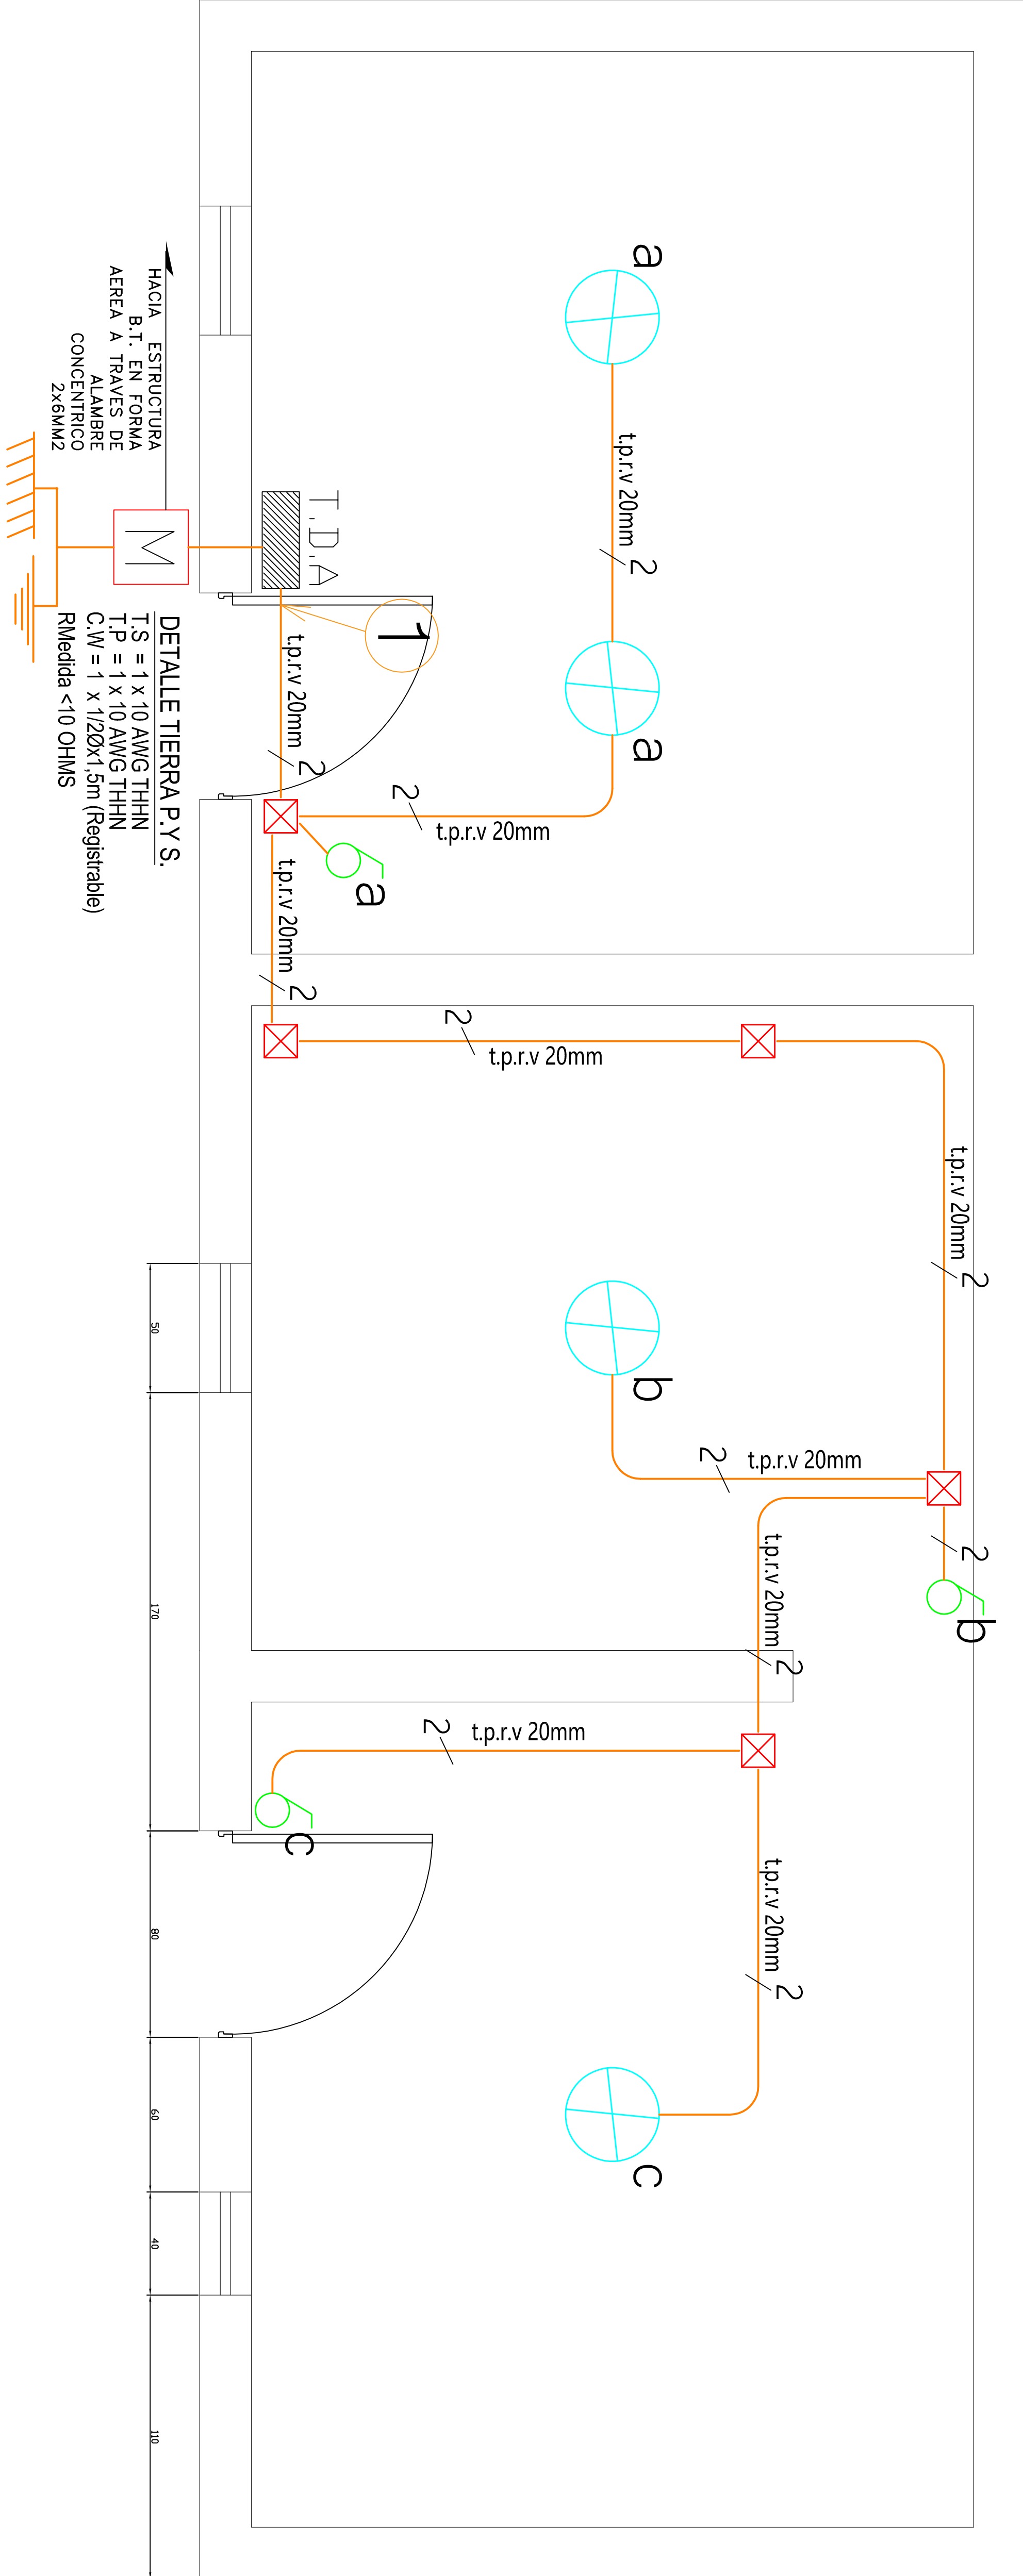 a
t.p.r.v 20mm
2
a
HACIA ESTRUCTURA
B.T. EN FORMA
AEREA A TRAVES DE
ALAMBRE
CONCENTRICO
2x6MM2
M
T.D.A
1
t.p.r.v 20mm
2
2
t.p.r.v 20mm
a
DETALLE TIERRA P.Y S.
T.S = 1 x 10 AWG THHN
T.P = 1 x 10 AWG THHN
C.W = 1 x 1/2Øx1,5m (Registrable)
RMedida <10 OHMS
t.p.r.v 20mm
2
2
t.p.r.v 20mm
t.p.r.v 20mm
2
b
2
t.p.r.v 20mm
2
b
t.p.r.v 20mm
2
2
t.p.r.v 20mm
c
t.p.r.v 20mm
2
c
50
170
80
60
40
110